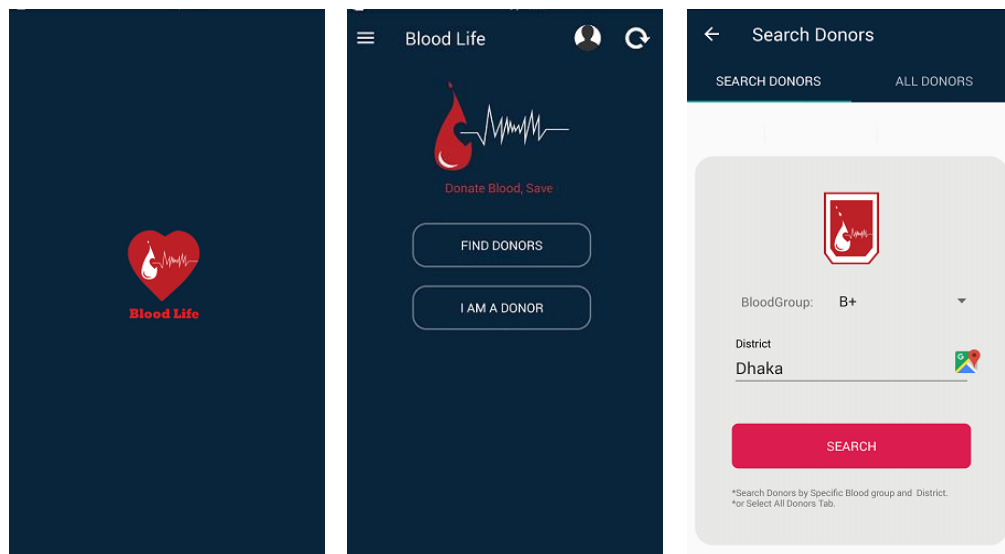 Blood Life
Blood Life
Donate Blood, Save
FIND DONORS
I AM A DONOR
Search Donors
SEARCH DONORS ALL DONORS
BloodGroup: B+
District
Dhaka
SEARCH
*Search Donors by Specific Blood group and District.
*or Select All Donors Tab.